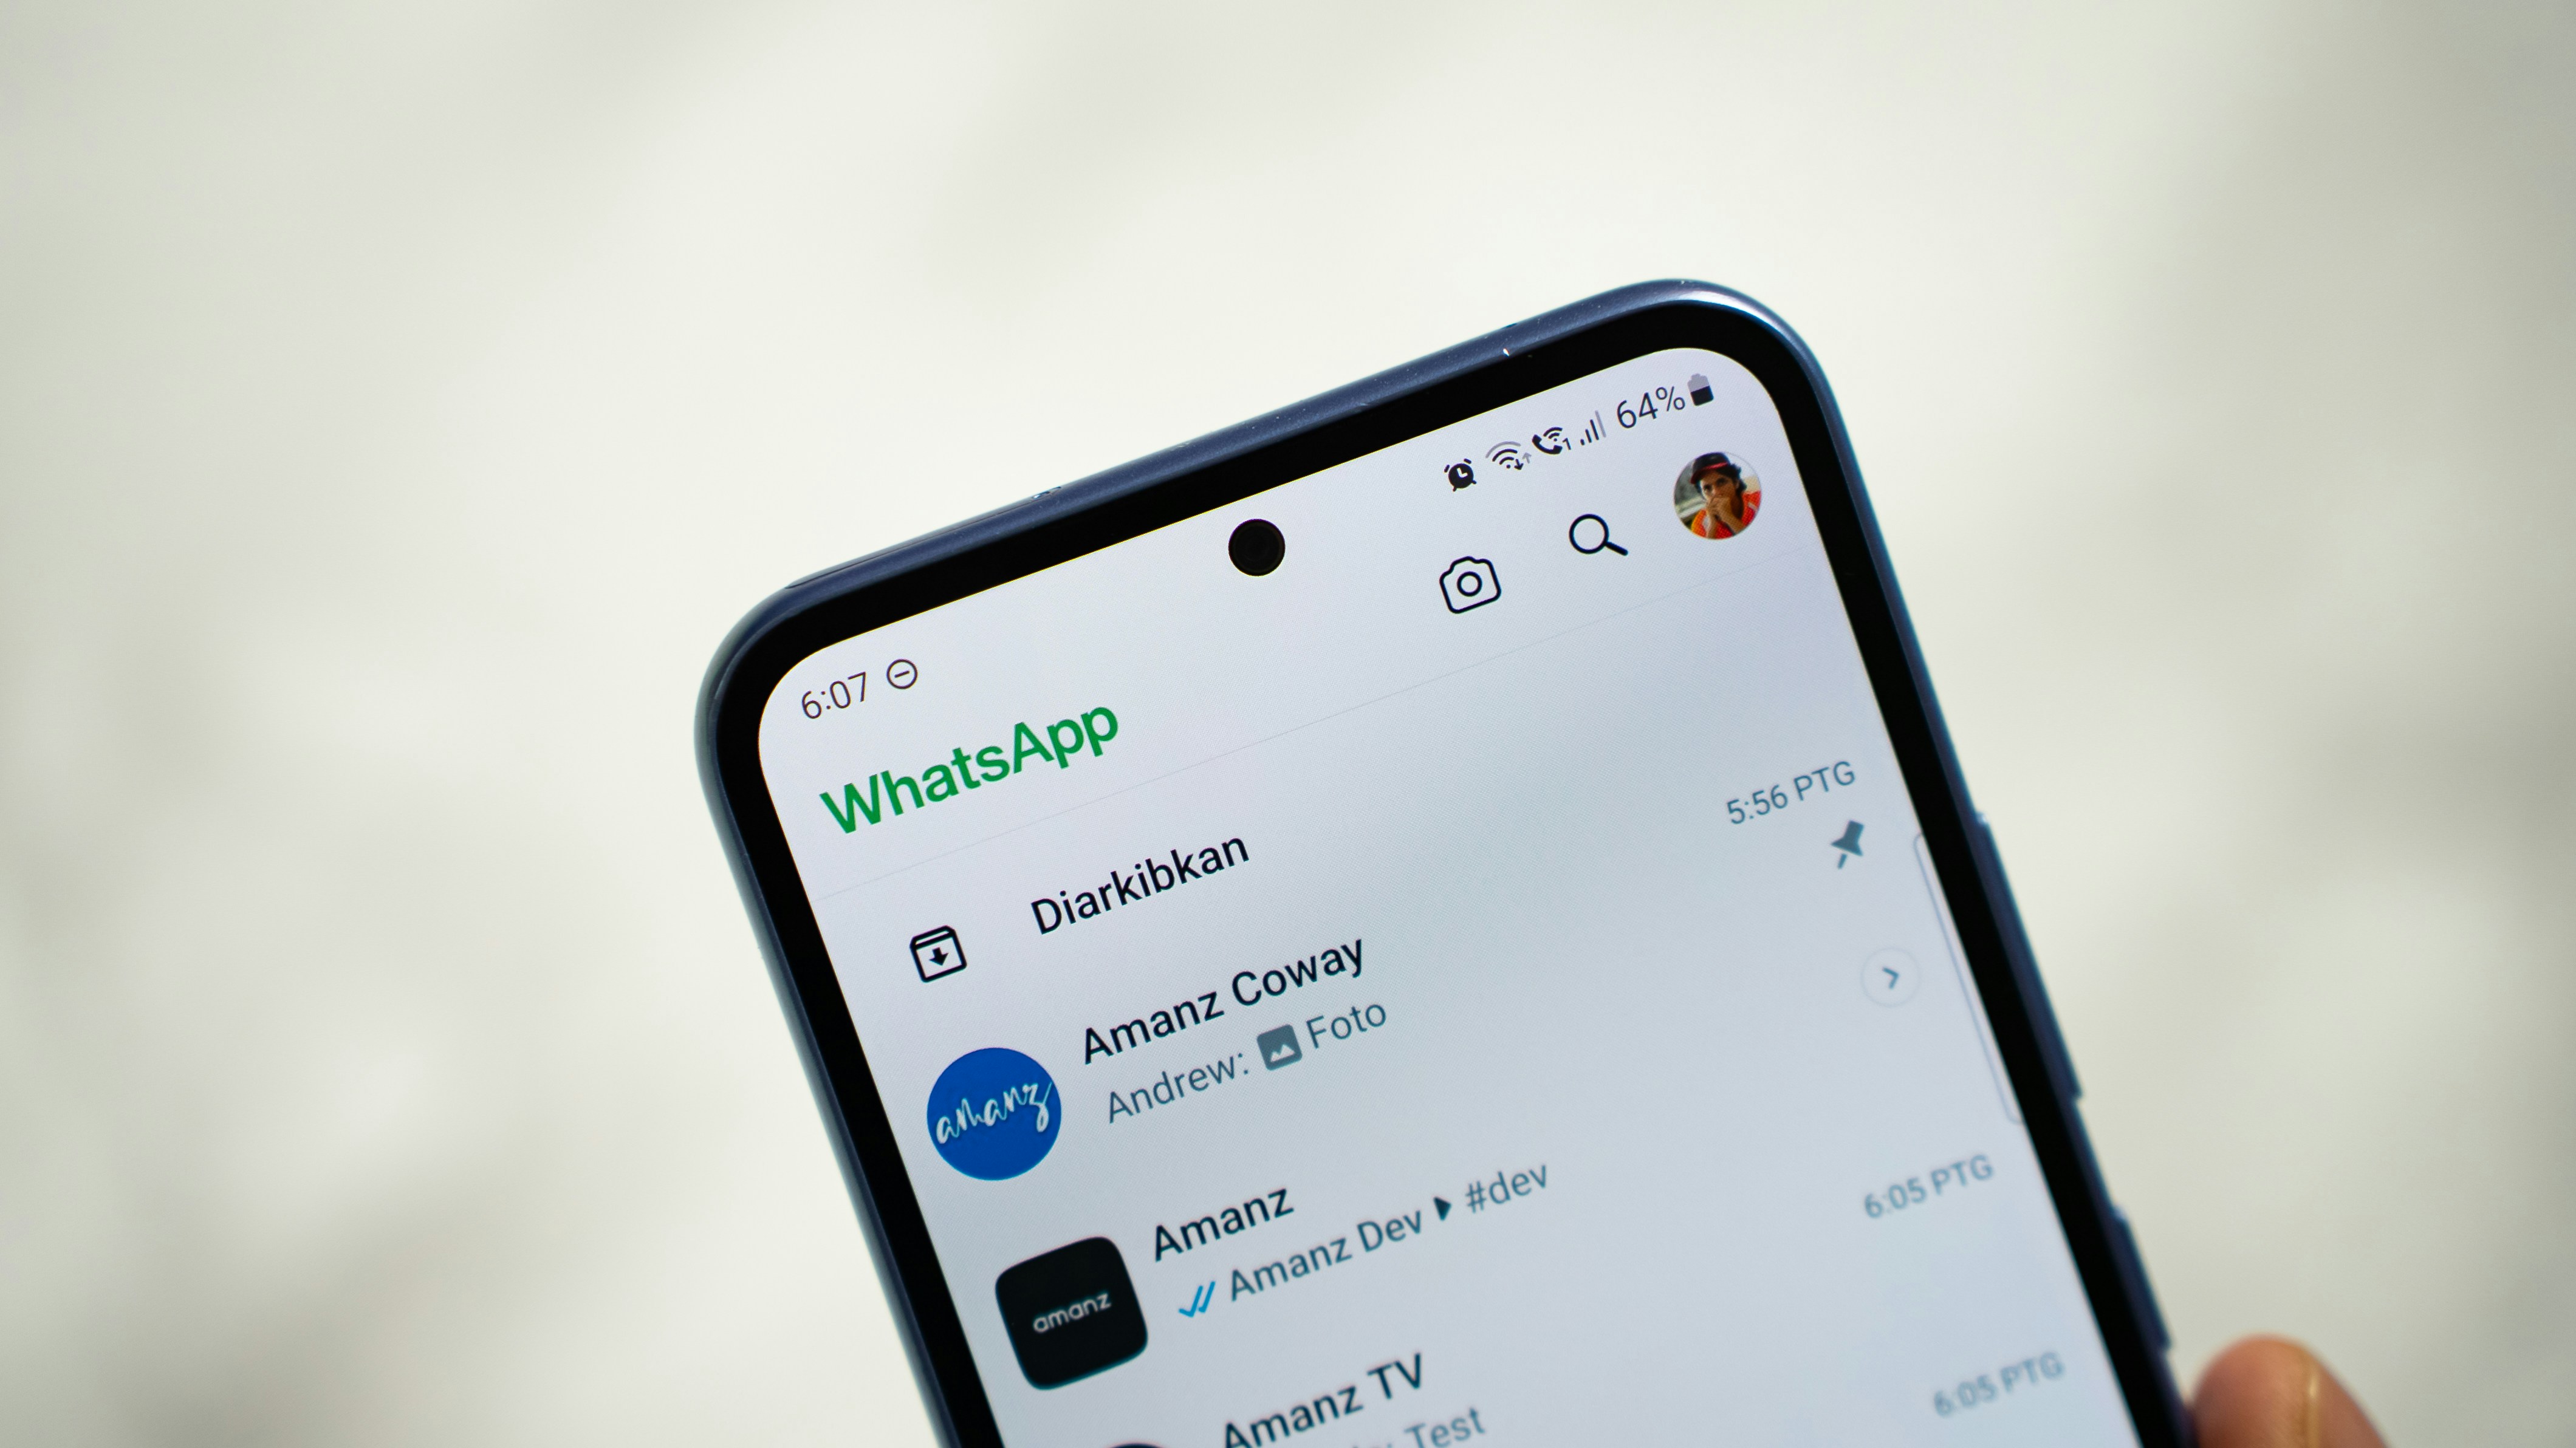 6:07
64%
WhatsApp
Diarkibkan
Amanz Coway
5:56 PTG
Andrew: Foto
amanz
Amanz
6:05 PTG
Amanz Dev ▸ #dev
amanz
Amanz TV
6:05 PTG
Test